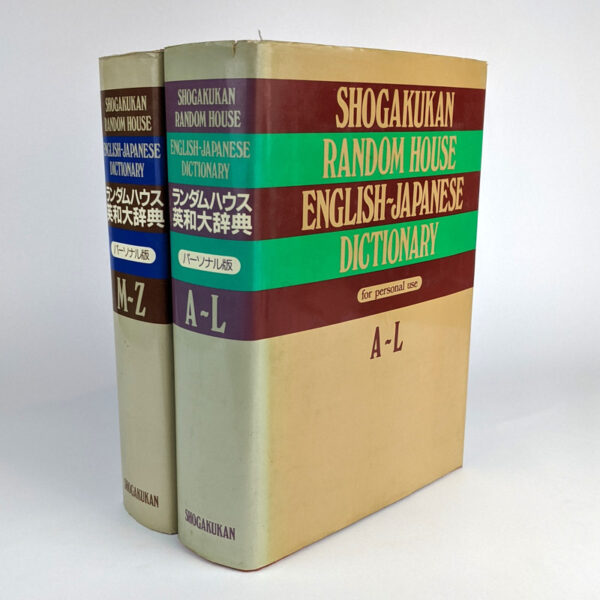 SHOGAKUKAN
RANDOM HOUSE
ENGLISH-JAPANESE
DICTIONARY
ランダムハウス
英和大辞典
パーソナル版
M-Z
SHOGAKUKAN
SHOGAKUKAN
RANDOM HOUSE
ENGLISH-JAPANESE
DICTIONARY
ランダムハウス
英和大辞典
パーソナル版
A~L
SHOGAKUKAN
SHOGAKUKAN
RANDOM HOUSE
ENGLISH~JAPANESE
DICTIONARY
for personal use
A~L